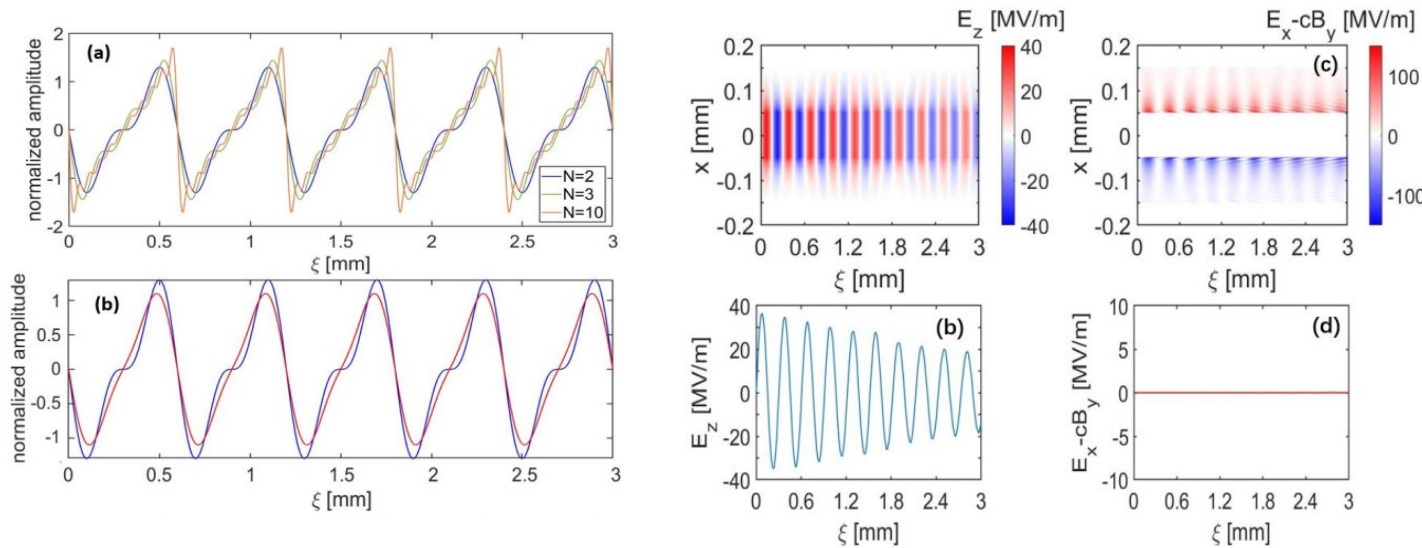 (a)
normalized amplitude
2
1
0
-1
-2
N=2
N=3
N=10
0 0.5 1 1.5 2 2.5 3
ξ [mm]
(b)
normalized amplitude
1
0.5
0
-0.5
-1
0 0.5 1 1.5 2 2.5 3
ξ [mm]
E_z [MV/m]
x [mm]
0.2
0.1
0
-0.1
-0.2
40
20
0
-20
-40
0 0.6 1.2 1.8 2.4 3
ξ [mm]
E_x-cB_y [MV/m]
(c)
x [mm]
0.2
0.1
0
-0.1
-0.2
100
0
-100
0 0.6 1.2 1.8 2.4 3
ξ [mm]
(b)
E_z [MV/m]
40
20
0
-20
-40
0 0.6 1.2 1.8 2.4 3
ξ [mm]
(d)
E_x-cB_y [MV/m]
10
5
0
-5
-10
0 0.6 1.2 1.8 2.4 3
ξ [mm]